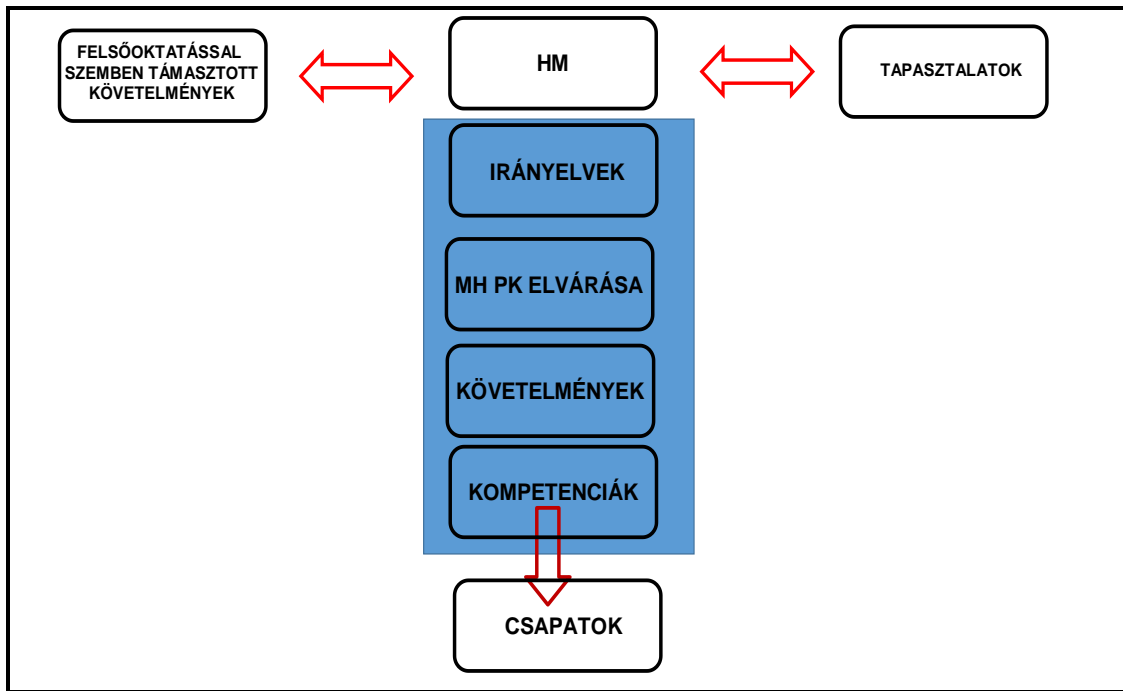 FELSŐOKTATÁSSAL
SZEMBEN TÁMASZTOTT
KÖVETELMÉNYEK
HM
TAPASZTALATOK
IRÁNYELVEK
MH PK ELVÁRÁSA
KÖVETELMÉNYEK
KOMPETENCIÁK
CSAPATOK